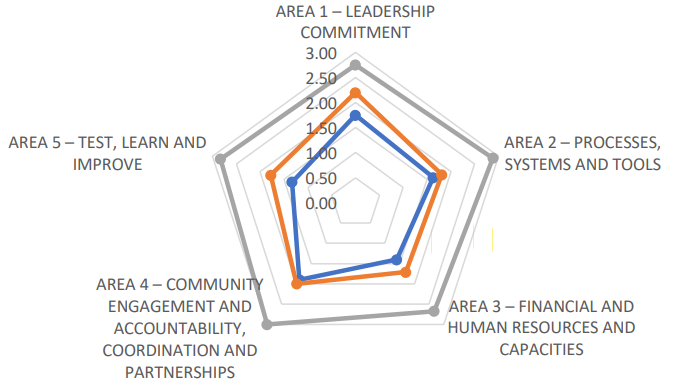 AREA 1 – LEADERSHIP
COMMITMENT
3.00
2.50
2.00
1.50
1.00
0.50
0.00
AREA 2 – PROCESSES,
SYSTEMS AND TOOLS
AREA 3 – FINANCIAL AND
HUMAN RESOURCES AND
CAPACITIES
AREA 4 – COMMUNITY
ENGAGEMENT AND
ACCOUNTABILITY,
COORDINATION AND
PARTNERSHIPS
AREA 5 – TEST, LEARN AND
IMPROVE